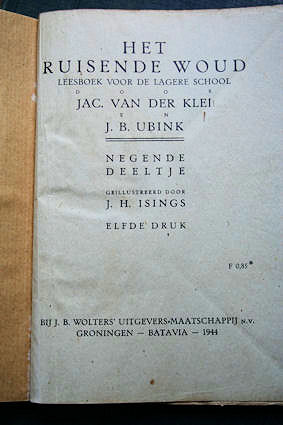 HET
RUISENDE WOUD
LEESBOEK VOOR DE LAGERE SCHOOL
DOOR
JAC. VAN DER KLEI
EN
J. B. UBINK
NEGENDE
DEELTJE
GEÏLLUSTREERD DOOR
J. H. ISINGS
ELFDE DRUK
F 0,85*
BIJ J. B. WOLTERS' UITGEVERS-MAATSCHAPPIJ N.V.
GRONINGEN — BATAVIA — 1944